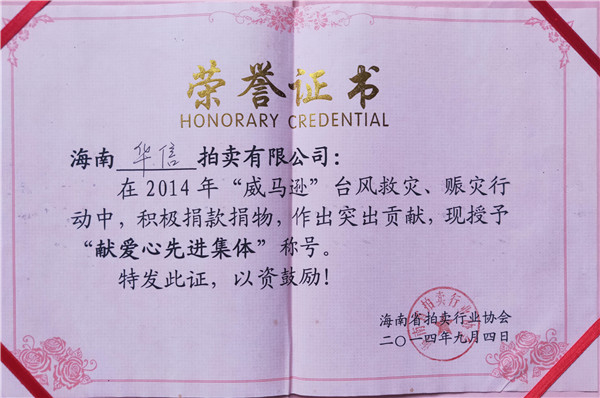 荣誉证书
HONORARY CREDENTIAL
海南 华信 拍卖有限公司：
在2014年“威马逊”台风救灾、赈灾行
动中，积极捐款捐物，作出突出贡献，现授予
“献爱心先进集体”称号。
特发此证，以资鼓励！
海南省拍卖行业协会
二〇一四年九月四日